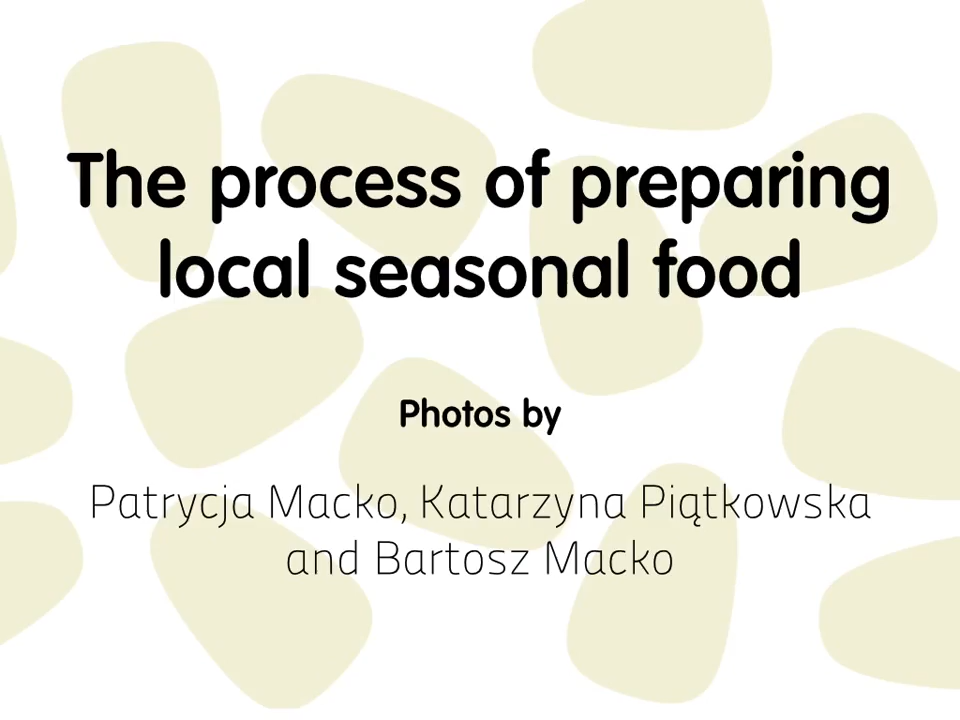 The process of preparing
local seasonal food
Photos by
Patrycja Macko, Katarzyna Piątkowska
and Bartosz Macko